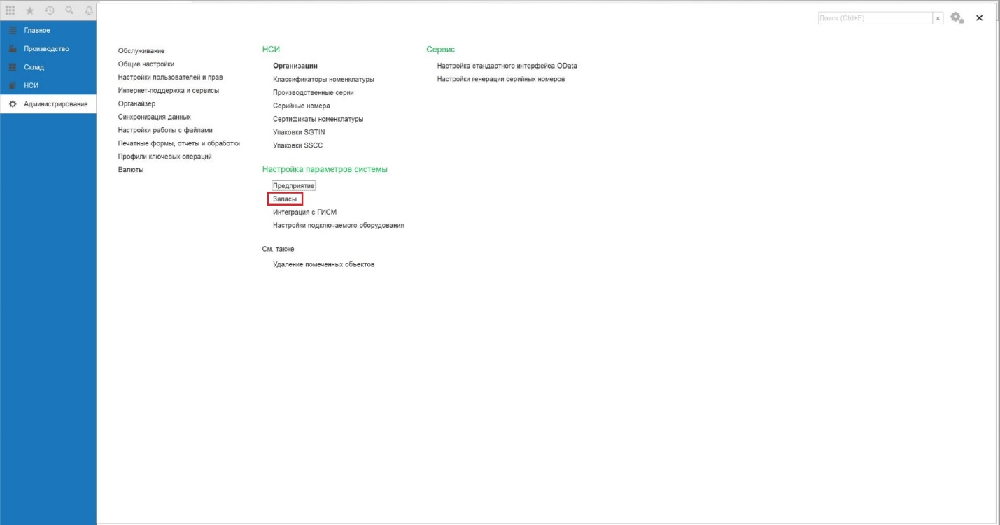 Поиск (Ctrl+F)
Главное
Производство
Склад
НСИ
Администрирование
Обслуживание
Общие настройки
Настройки пользователей и прав
Интернет-поддержка и сервисы
Органайзер
Синхронизация данных
Настройки работы с файлами
Печатные формы, отчеты и обработки
Профили ключевых операций
Валюты
НСИ
Организации
Классификаторы номенклатуры
Производственные серии
Серийные номера
Сертификаты номенклатуры
Упаковки SGTIN
Упаковки SSCC
Настройка параметров системы
Предприятие
Запасы
Интеграция с ГИСМ
Настройки подключаемого оборудования
См. также
Удаление помеченных объектов
Сервис
Настройка стандартного интерфейса OData
Настройки генерации серийных номеров